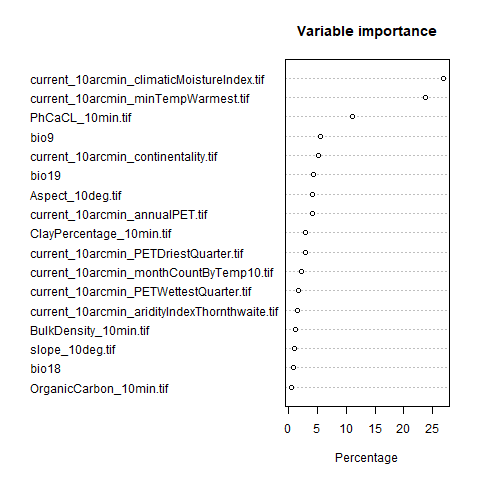 Variable importance
current_10arcmin_climaticMoistureIndex.tif
current_10arcmin_minTempWarmest.tif
PhCaCL_10min.tif
bio9
current_10arcmin_continentality.tif
bio19
Aspect_10deg.tif
current_10arcmin_annualPET.tif
ClayPercentage_10min.tif
current_10arcmin_PETDriestQuarter.tif
current_10arcmin_monthCountByTemp10.tif
current_10arcmin_PETWettestQuarter.tif
current_10arcmin_aridityIndexThornthwaite.tif
BulkDensity_10min.tif
slope_10deg.tif
bio18
OrganicCarbon_10min.tif
0 5 10 15 20 25
Percentage